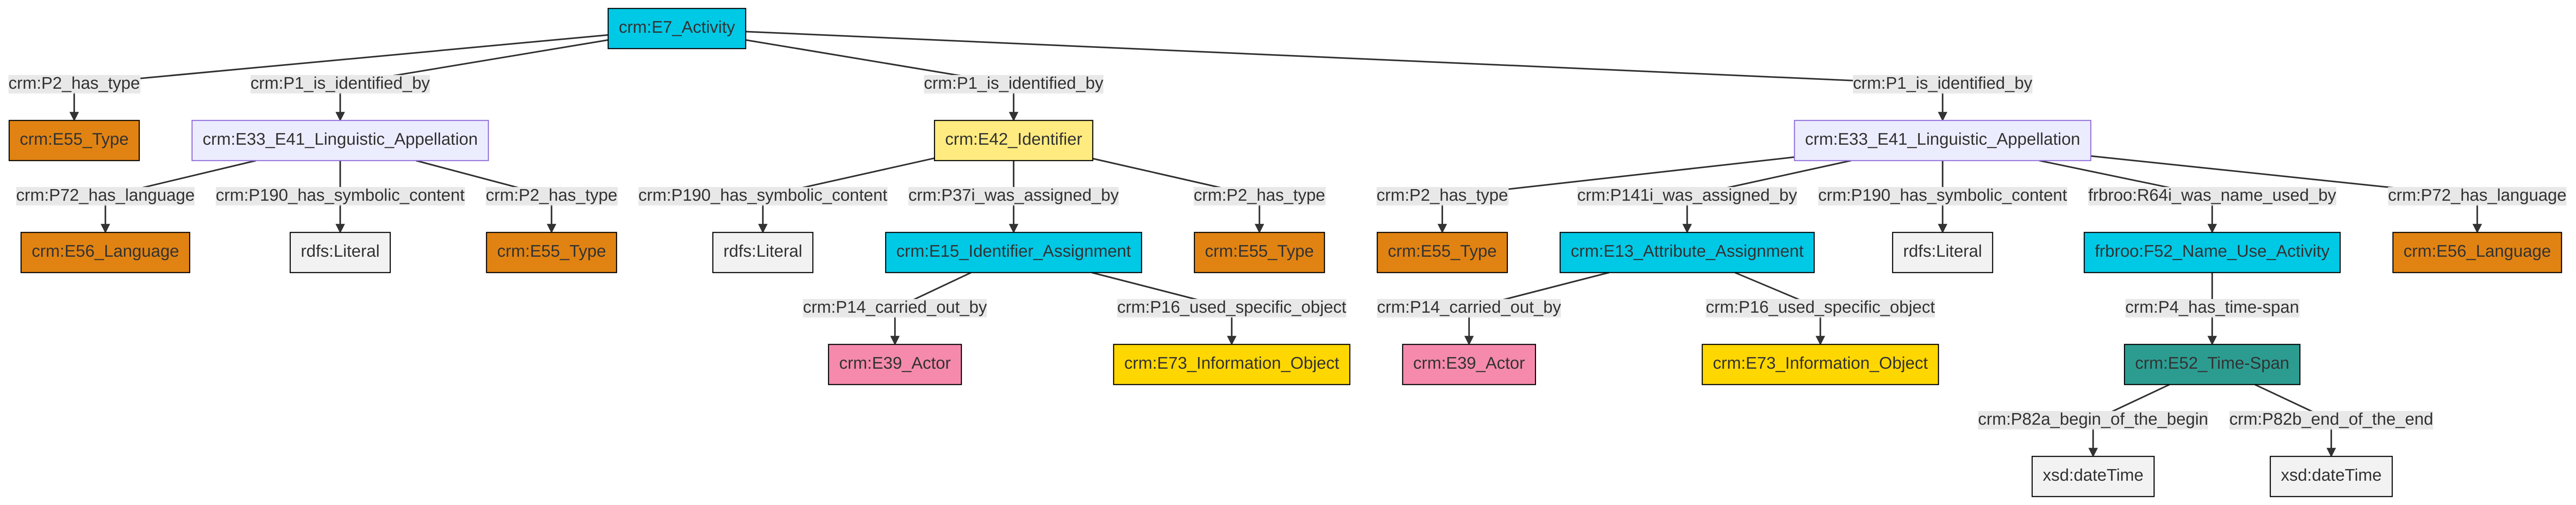 crm:E7_Activity
crm:P2_has_type crm:P1_is_identified_by crm:P1_is_identified_by crm:P1_is_identified_by
crm:E55_Type crm:E33_E41_Linguistic_Appellation crm:E42_Identifier crm:E33_E41_Linguistic_Appellation
crm:P72_has_language crm:P190_has_symbolic_content crm:P2_has_type crm:P190_has_symbolic_content crm:P37i_was_assigned_by crm:P2_has_type crm:P2_has_type crm:P141i_was_assigned_by crm:P190_has_symbolic_content frbroo:R64i_was_name_used_by crm:P72_has_language
crm:E56_Language rdfs:Literal crm:E55_Type rdfs:Literal crm:E15_Identifier_Assignment crm:E55_Type crm:E55_Type crm:E13_Attribute_Assignment rdfs:Literal frbroo:F52_Name_Use_Activity crm:E56_Language
crm:P14_carried_out_by crm:P16_used_specific_object crm:P14_carried_out_by crm:P16_used_specific_object crm:P4_has_time-span
crm:E39_Actor crm:E73_Information_Object crm:E39_Actor crm:E73_Information_Object crm:E52_Time-Span
crm:P82a_begin_of_the_begin crm:P82b_end_of_the_end
xsd:dateTime xsd:dateTime